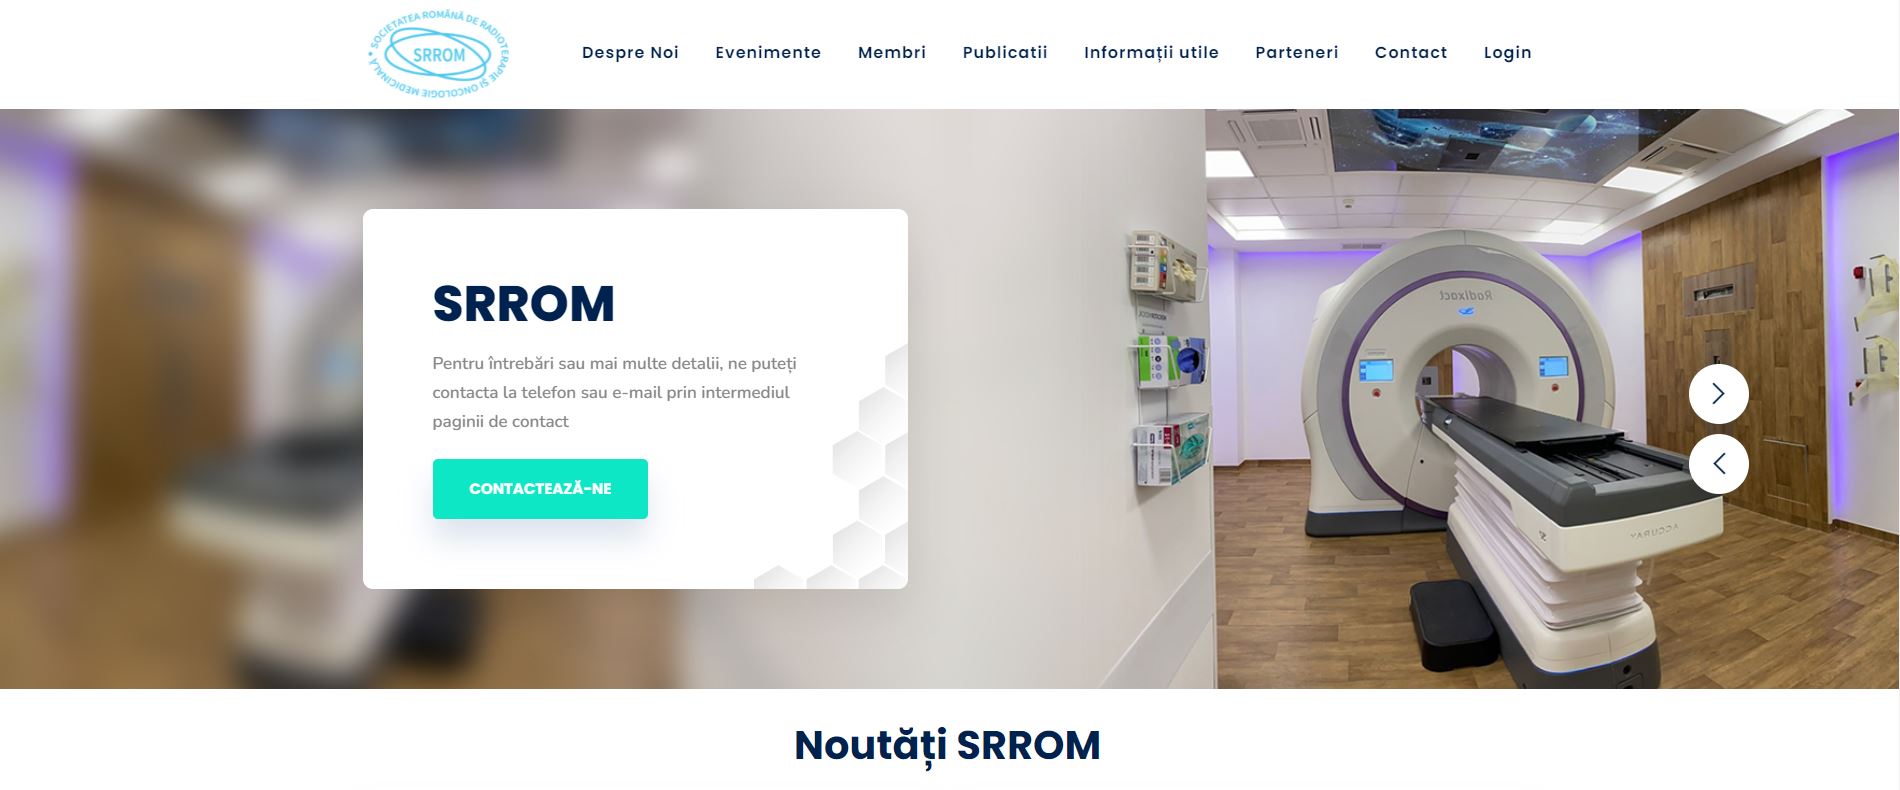 SOCIETATEA ROMÂNĂ DE RADIOTERAPIE ȘI ONCOLOGIE MEDICINALĂ
SRROM
Despre Noi Evenimente Membri Publicatii Informații utile Parteneri Contact Login
Radixact
SRROM
Pentru întrebări sau mai multe detalii, ne puteți
contacta la telefon sau e-mail prin intermediul
paginii de contact
CONTACTEAZĂ-NE
ACCURAY
Noutăți SRROM